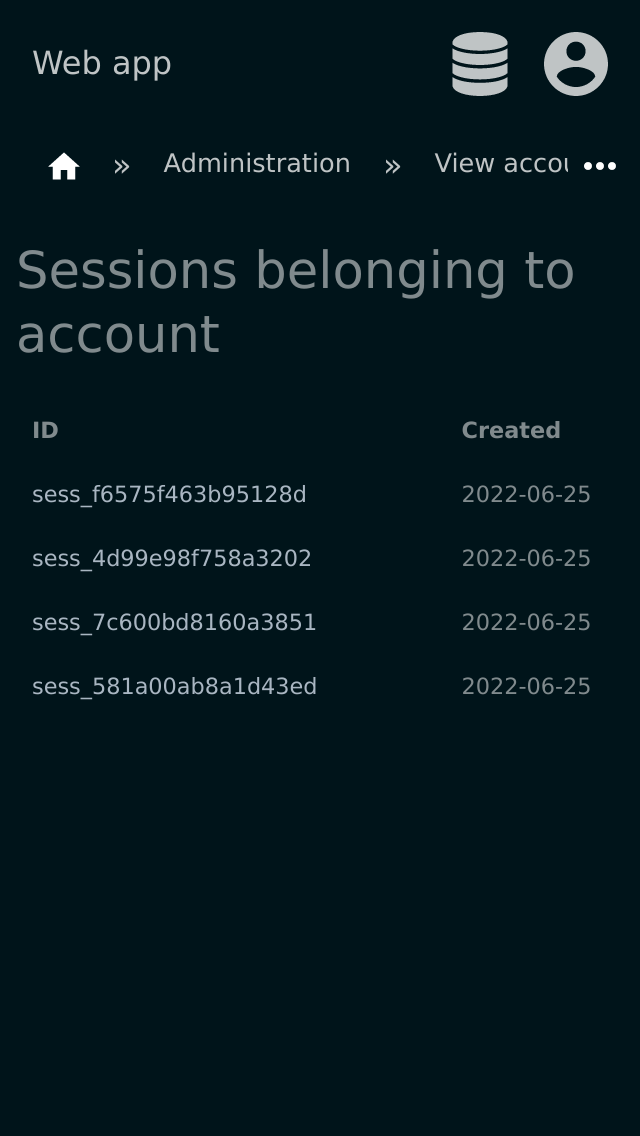 Web app
» Administration » View accou
Sessions belonging to
account
ID Created
sess_f6575f463b95128d 2022-06-25
sess_4d99e98f758a3202 2022-06-25
sess_7c600bd8160a3851 2022-06-25
sess_581a00ab8a1d43ed 2022-06-25